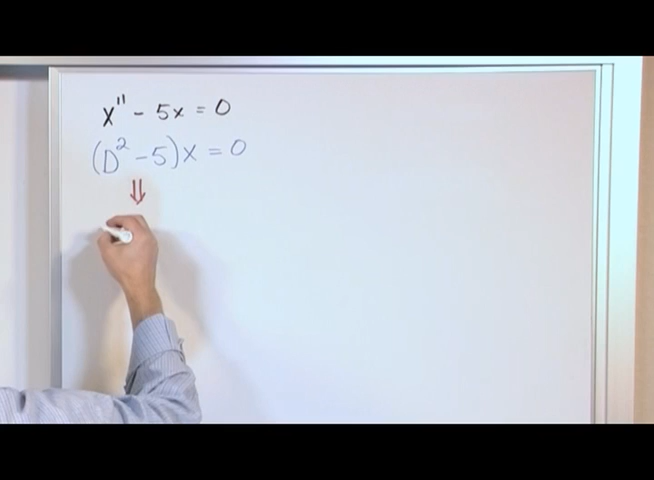 x'' - 5x = 0
(D² - 5)x = 0
⇓